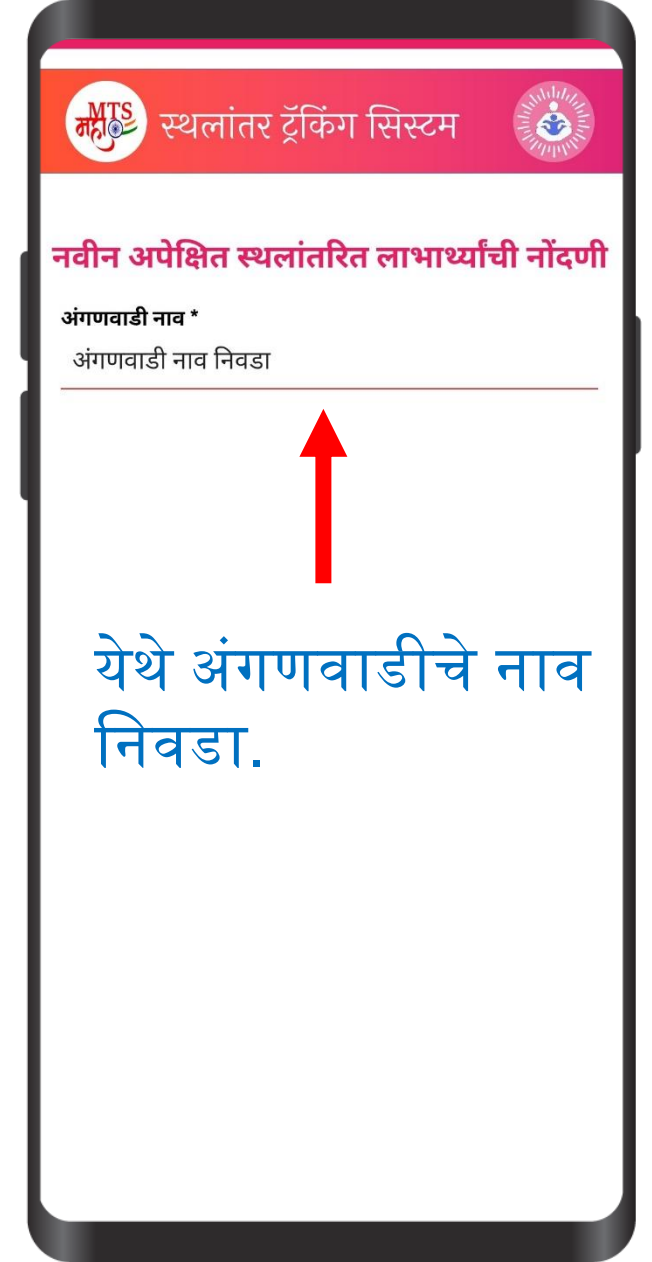 MTS
महा
स्थलांतर ट्रॅकिंग सिस्टम
नवीन अपेक्षित स्थलांतरित लाभार्थ्यांची नोंदणी
अंगणवाडी नाव *
अंगणवाडी नाव निवडा
येथे अंगणवाडीचे नाव
निवडा.